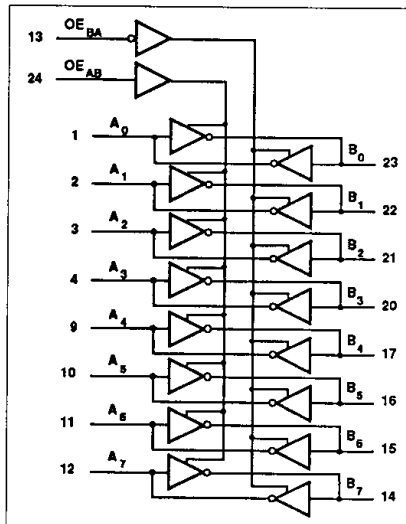 13 OE_BA
24 OE_AB
1 A_0
B_0 23
2 A_1
B_1 22
3 A_2
B_2 21
4 A_3
B_3 20
9 A_4
B_4 17
10 A_5
B_5 16
11 A_6
B_6 15
12 A_7
B_7 14